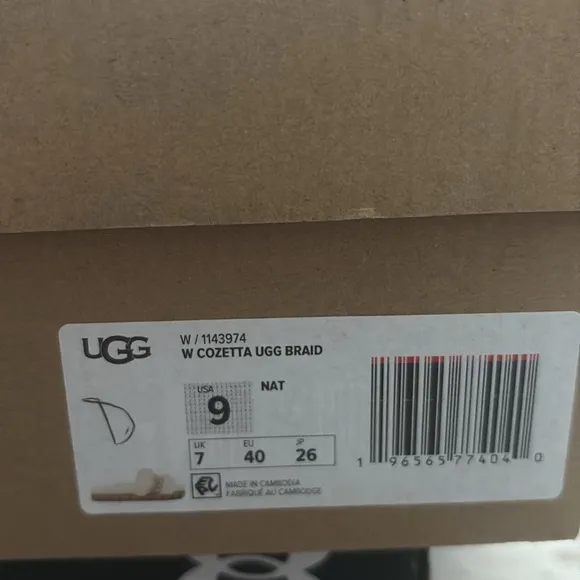 UGG
W / 1143974
W COZETTA UGG BRAID
USA
9
NAT
UK EU JP
7 40 26
MADE IN CAMBODIA
FABRIQUÉ AU CAMBODGE
1 96565 77404 0